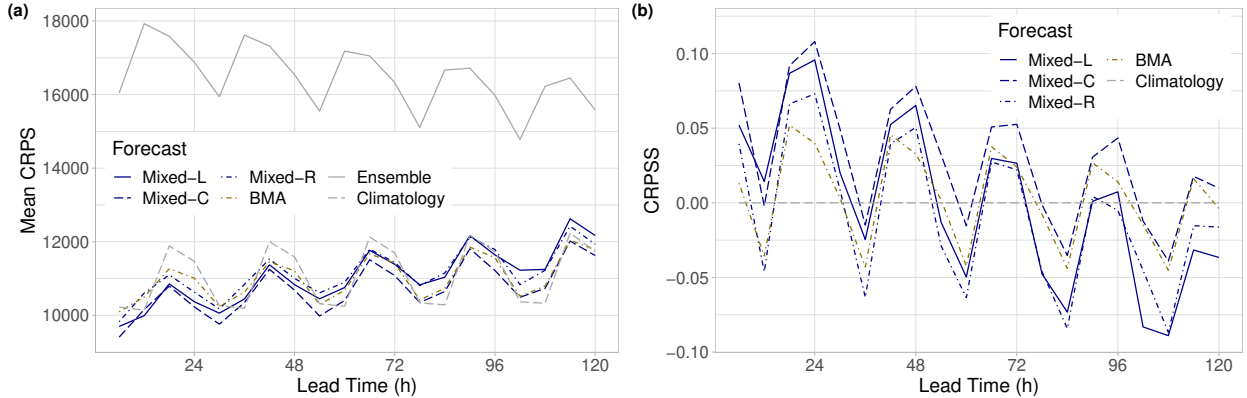 (a)
18000
16000
14000
12000
10000
Mean CRPS
Forecast
Mixed−L Mixed−R Ensemble
Mixed−C BMA Climatology
24 48 72 96 120
Lead Time (h)
(b)
0.10
0.05
0.00
−0.05
−0.10
CRPSS
Forecast
Mixed−L BMA
Mixed−C Climatology
Mixed−R
24 48 72 96 120
Lead Time (h)